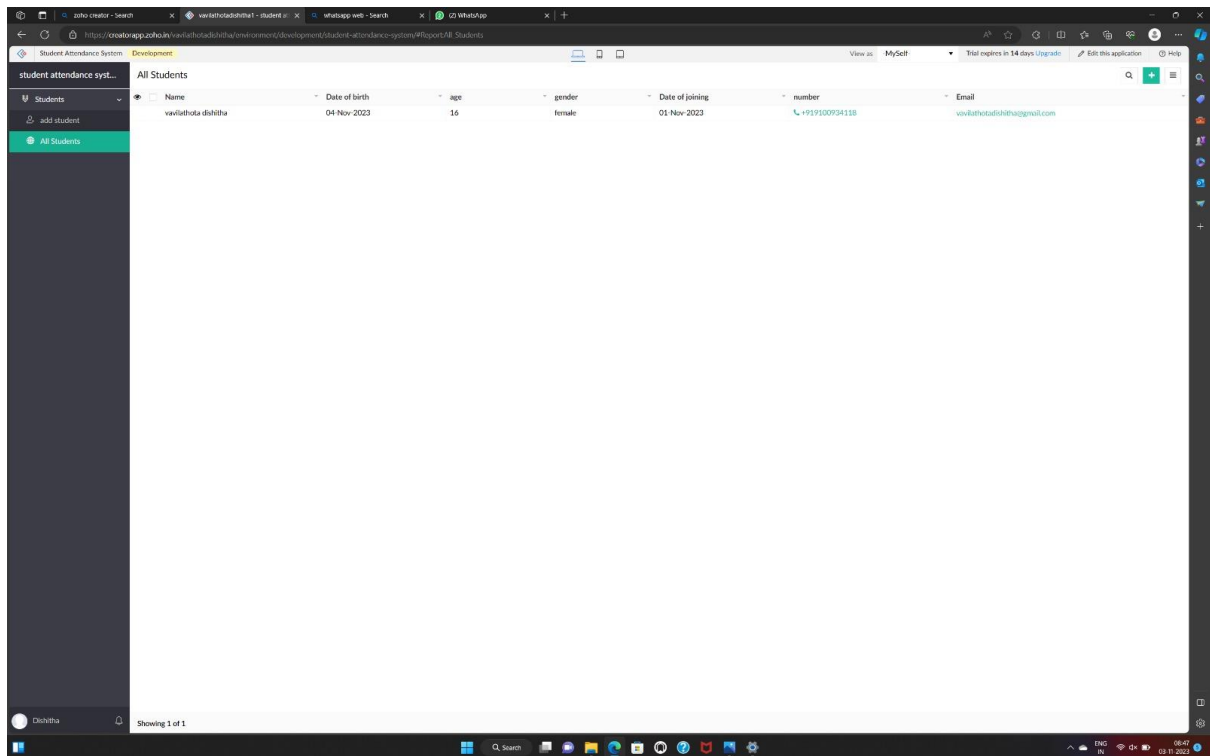 zoho creator - Search vavilathotadishitha1 - student at whatsapp web - Search (2) WhatsApp
https://creatorapp.zoho.in/vavilathotadishitha/environment/development/student-attendance-system/#Report:All_Students
Student Attendance System Development View as MySelf Trial expires in 14 days Upgrade Edit this application Help
student attendance syst... All Students
Students Name Date of birth age gender Date of joining number Email
add student vavilathota dishitha 04-Nov-2023 16 female 01-Nov-2023 +919100934118 vavilathotadishitha@gmail.com
All Students
Dishitha Showing 1 of 1
Search ENG 08:47
IN 03-11-2023